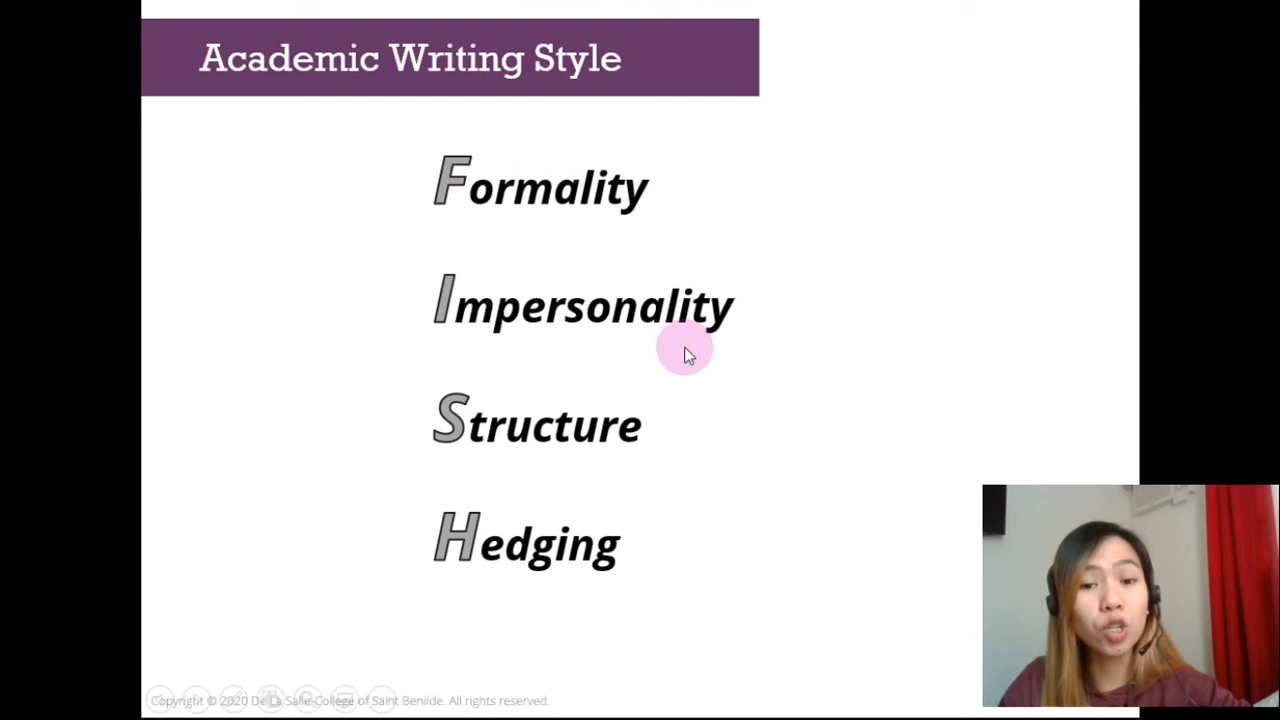 Academic Writing Style
Formality
Impersonality
Structure
Hedging
Copyright © 2020 De La Salle College of Saint Benilde. All rights reserved.